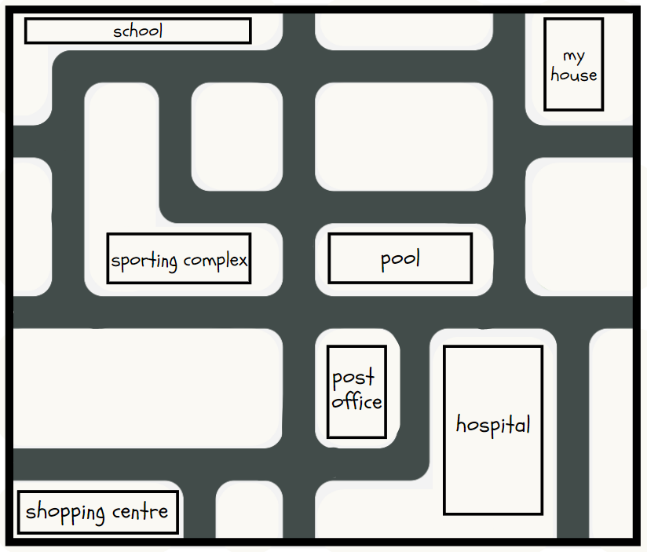 school
my
house
sporting complex
pool
post
office
hospital
shopping centre